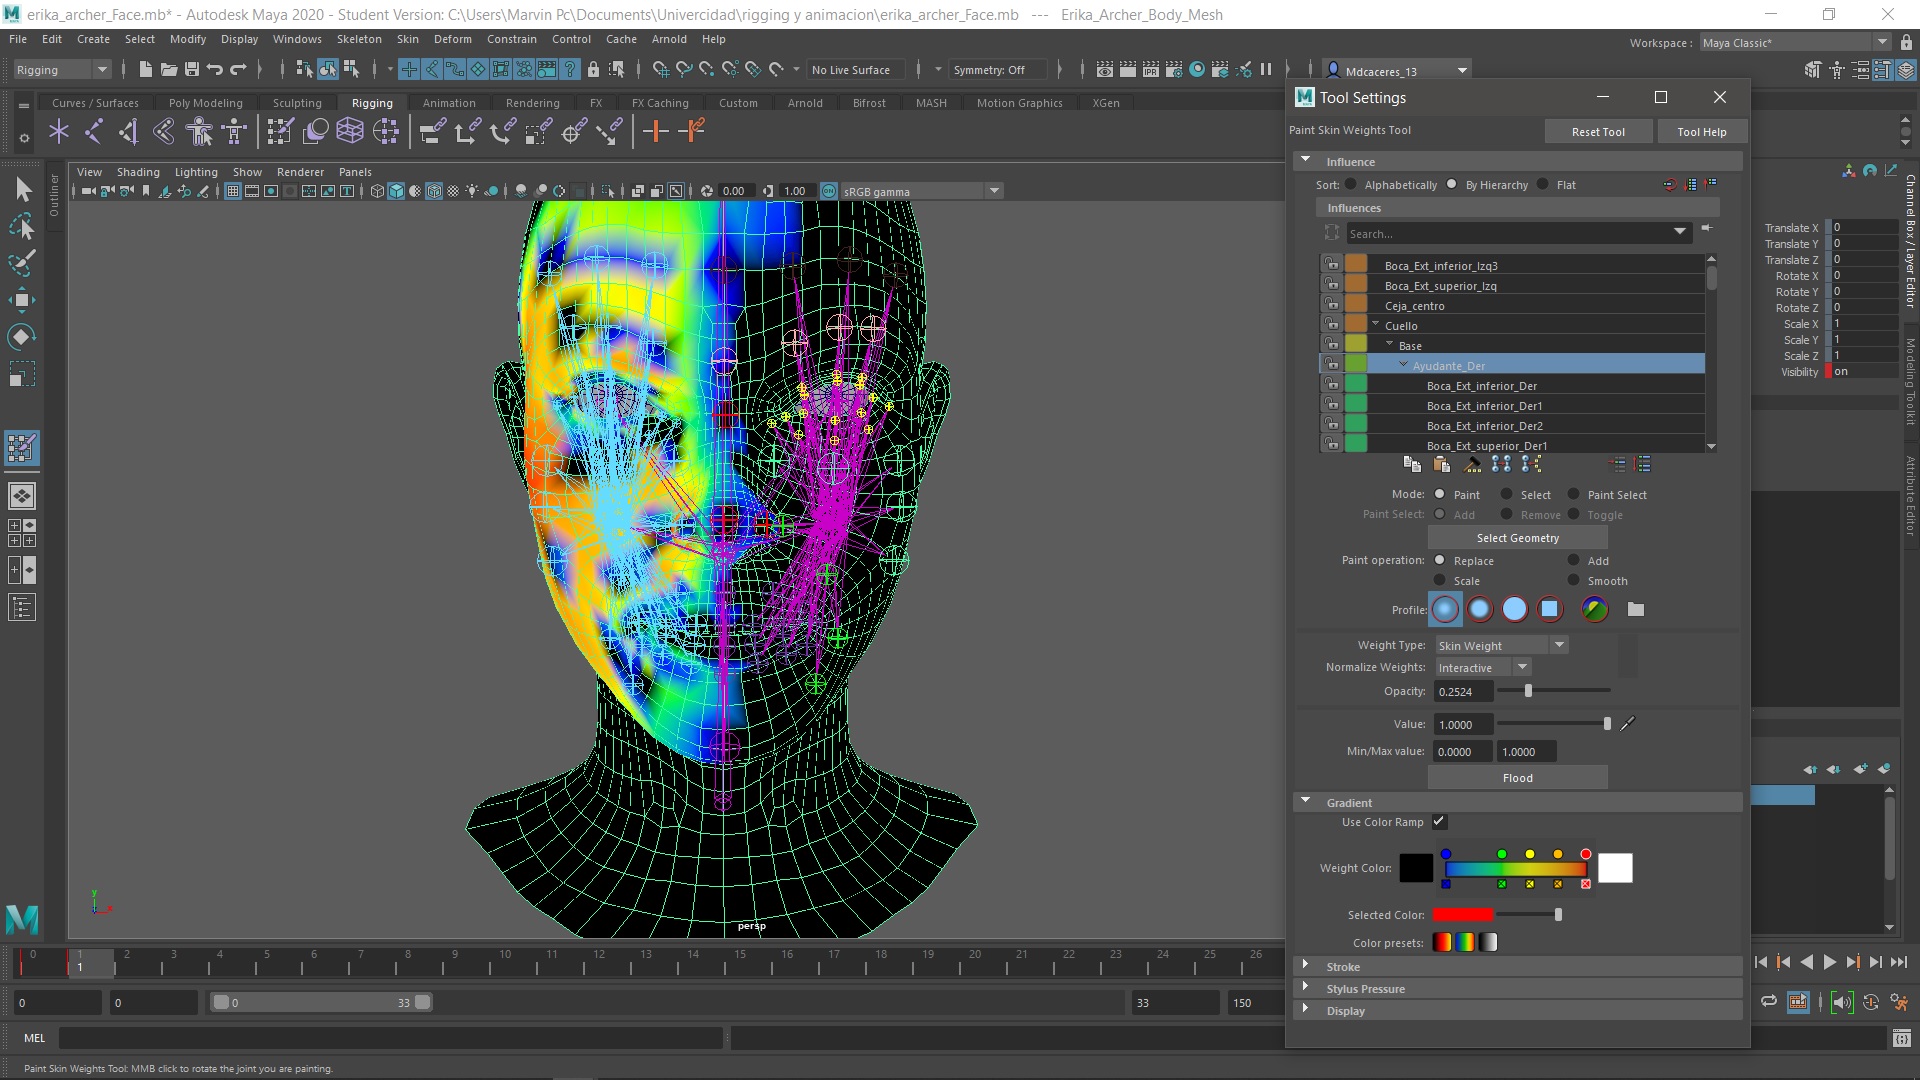 erika_archer_Face.mb* - Autodesk Maya 2020 - Student Version: C:\Users\Marvin Pc\Documents\Univercidad\rigging y animacion\erika_archer_Face.mb   ---   Erika_Archer_Body_Mesh
File Edit Create Select Modify Display Windows Skeleton Skin Deform Constrain Control Cache Arnold Help
Workspace : Maya Classic*
Rigging
No Live Surface
Symmetry: Off
Mdcaceres_13
Curves / Surfaces Poly Modeling Sculpting Rigging Animation Rendering FX FX Caching Custom Arnold Bifrost MASH Motion Graphics XGen
IPR
Outliner
View Shading Lighting Show Renderer Panels
0.00 1.00 ON sRGB gamma
persp
y
x
Tool Settings
Paint Skin Weights Tool
Reset Tool Tool Help
Influence
Sort: Alphabetically By Hierarchy Flat
Influences
Search...
Boca_Ext_inferior_Izq3
Boca_Ext_superior_Izq
Ceja_centro
Cuello
Base
Ayudante_Der
Boca_Ext_inferior_Der
Boca_Ext_inferior_Der1
Boca_Ext_inferior_Der2
Boca_Ext_superior_Der1
Mode: Paint Select Paint Select
Paint Select: Add Remove Toggle
Select Geometry
Paint operation: Replace Add
Scale Smooth
Profile:
Weight Type: Skin Weight
Normalize Weights: Interactive
Opacity: 0.2524
Value: 1.0000
Min/Max value: 0.0000 1.0000
Flood
Gradient
Use Color Ramp
Weight Color:
Selected Color:
Color presets:
Stroke
Stylus Pressure
Display
Translate X 0
Translate Y 0
Translate Z 0
Rotate X 0
Rotate Y 0
Rotate Z 0
Scale X 1
Scale Y 1
Scale Z 1
Visibility on
Channel Box / Layer Editor
Modeling Toolkit
Attribute Editor
0 1 2 3 4 5 6 7 8 9 10 11 12 13 14 15 16 17 18 19 20 21 22 23 24 25 26
1
0 0 0 33 33 150
MEL
Paint Skin Weights Tool: MMB click to rotate the joint you are painting.